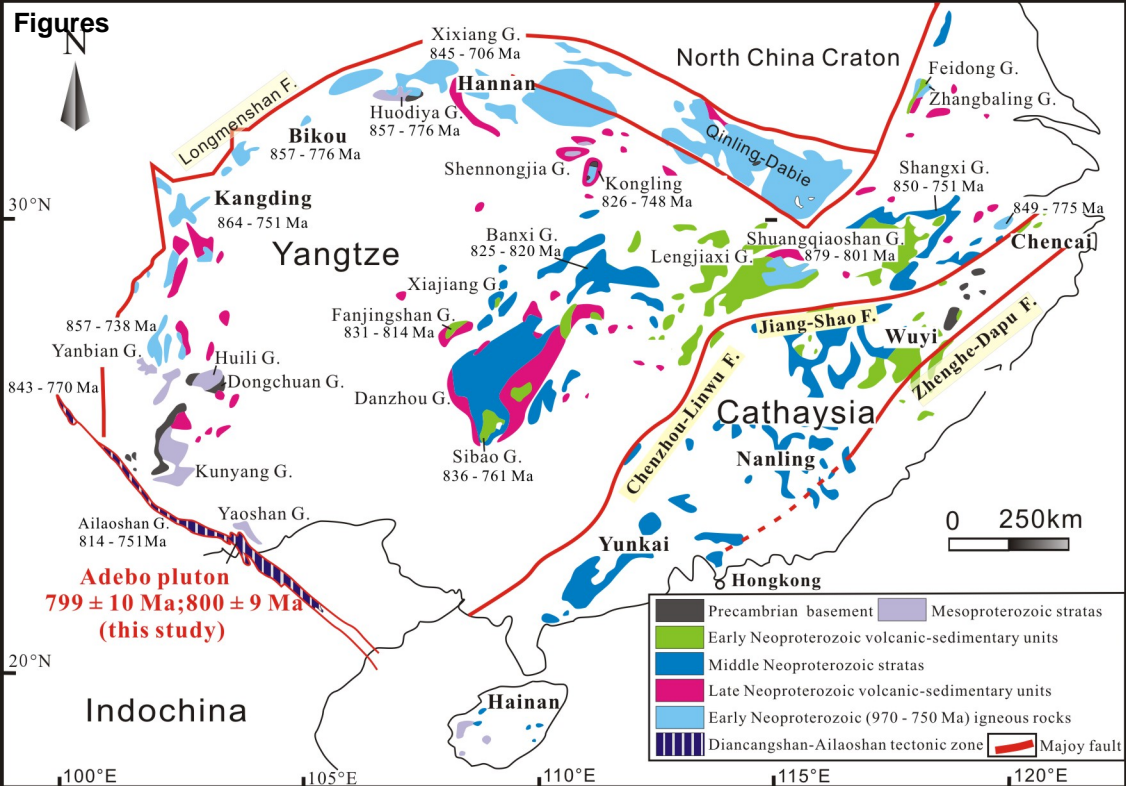 Figures
N
Xixiang G.
845 - 706 Ma
North China Craton
Feidong G.
Zhangbaling G.
Longmenshan F.
Hannan
Huodiya G.
857 - 776 Ma
Bikou
857 - 776 Ma
Qinling-Dabie
Shennongjia G.
Kongling
826 - 748 Ma
Shangxi G.
850 - 751 Ma
Kangding
864 - 751 Ma
30°N
849 - 775 Ma
Chencai
Yangtze
Banxi G.
825 - 820 Ma
Lengjiaxi G.
Shuangqiaoshan G.
879 - 801 Ma
Xiajiang G.
Fanjingshan G.
831 - 814 Ma
857 - 738 Ma
Yanbian G.
Huili G.
Dongchuan G.
843 - 770 Ma
Danzhou G.
Jiang-Shao F.
Wuyi
Zhenghe-Dapu F.
Chenzhou-Linwu F.
Cathaysia
Sibao G.
836 - 761 Ma
Kunyang G.
Nanling
Yaoshan G.
Ailaoshan G.
814 - 751Ma
0 250km
Yunkai
Adebo pluton
799 ± 10 Ma;800 ± 9 Ma
(this study)
Hongkong
20°N
Indochina
Hainan
Precambrian basement
Mesoproterozoic stratas
Early Neoproterozoic volcanic-sedimentary units
Middle Neoproterozoic stratas
Late Neoproterozoic volcanic-sedimentary units
Early Neoproterozoic (970 - 750 Ma) igneous rocks
Diancangshan-Ailaoshan tectonic zone
Majoy fault
100°E
105°E
110°E
115°E
120°E